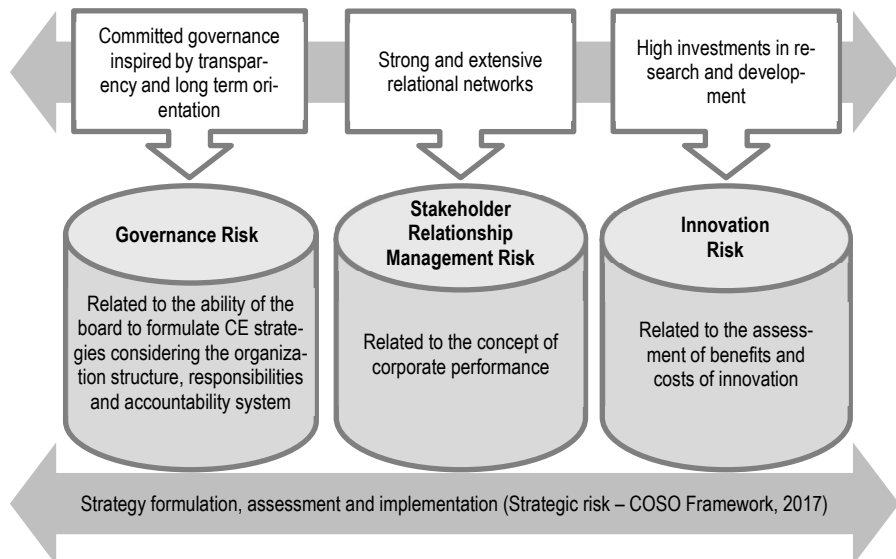 Committed governance
inspired by transpar-
ency and long term ori-
entation
Strong and extensive
relational networks
High investments in re-
search and develop-
ment
Governance Risk
Related to the ability of the
board to formulate CE strate-
gies considering the organiza-
tion structure, responsibilities
and accountability system
Stakeholder
Relationship
Management Risk
Related to the concept of
corporate performance
Innovation
Risk
Related to the assess-
ment of benefits and
costs of innovation
Strategy formulation, assessment and implementation (Strategic risk – COSO Framework, 2017)